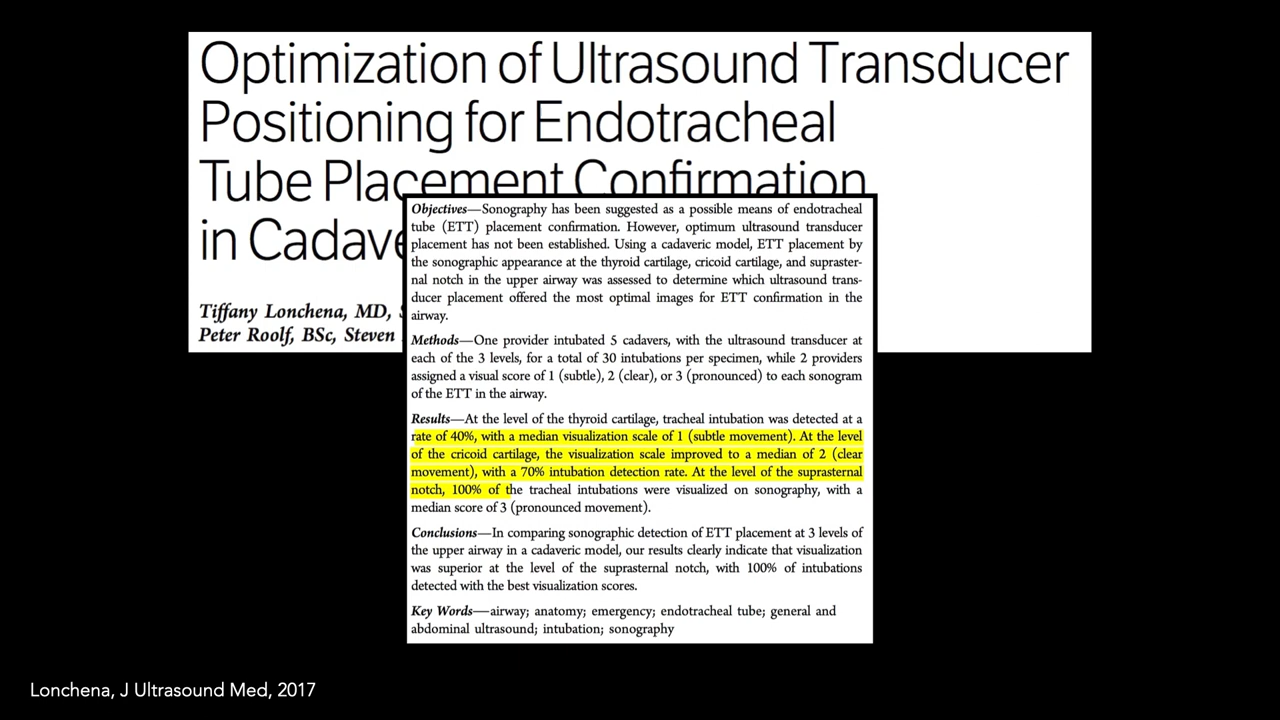 Optimization of Ultrasound Transducer
Positioning for Endotracheal
Tube Placement Confirmation
in Cadave
Tiffany Lonchena, MD,
Peter Roolf, BSc, Steven
Objectives—Sonography has been suggested as a possible means of endotracheal
tube (ETT) placement confirmation. However, optimum ultrasound transducer
placement has not been established. Using a cadaveric model, ETT placement by
the sonographic appearance at the thyroid cartilage, cricoid cartilage, and supraster-
nal notch in the upper airway was assessed to determine which ultrasound trans-
ducer placement offered the most optimal images for ETT confirmation in the
airway.
Methods—One provider intubated 5 cadavers, with the ultrasound transducer at
each of the 3 levels, for a total of 30 intubations per specimen, while 2 providers
assigned a visual score of 1 (subtle), 2 (clear), or 3 (pronounced) to each sonogram
of the ETT in the airway.
Results—At the level of the thyroid cartilage, tracheal intubation was detected at a
rate of 40%, with a median visualization scale of 1 (subtle movement). At the level
of the cricoid cartilage, the visualization scale improved to a median of 2 (clear
movement), with a 70% intubation detection rate. At the level of the suprasternal
notch, 100% of the tracheal intubations were visualized on sonography, with a
median score of 3 (pronounced movement).
Conclusions—In comparing sonographic detection of ETT placement at 3 levels of
the upper airway in a cadaveric model, our results clearly indicate that visualization
was superior at the level of the suprasternal notch, with 100% of intubations
detected with the best visualization scores.
Key Words—airway; anatomy; emergency; endotracheal tube; general and
abdominal ultrasound; intubation; sonography
Lonchena, J Ultrasound Med, 2017